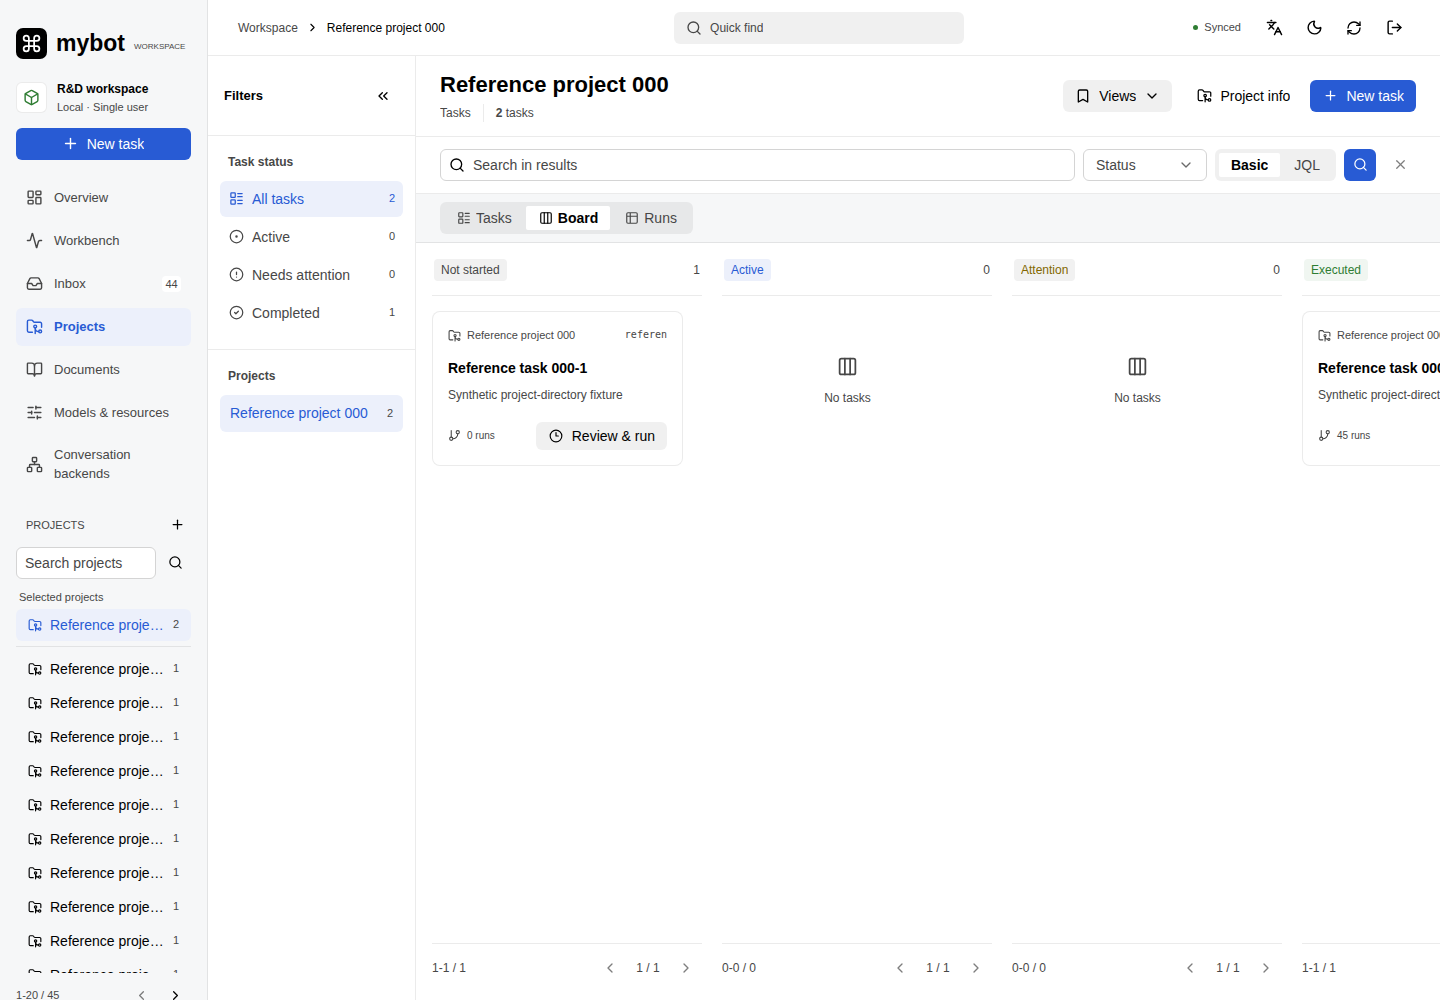 mybot WORKSPACE
R&D workspace
Local · Single user
New task
Overview
Workbench
Inbox 44
Projects
Documents
Models & resources
Conversation
backends
PROJECTS
Search projects
Selected projects
Reference proje… 2
Reference proje… 1
Reference proje… 1
Reference proje… 1
Reference proje… 1
Reference proje… 1
Reference proje… 1
Reference proje… 1
Reference proje… 1
Reference proje… 1
1-20 / 45
Workspace Reference project 000
Quick find
Synced
Filters
Task status
All tasks 2
Active 0
Needs attention 0
Completed 1
Projects
Reference project 000 2
Reference project 000
Tasks 2 tasks
Views
Project info
New task
Search in results
Status
Basic JQL
Tasks Board Runs
Not started 1
Reference project 000 referen
Reference task 000-1
Synthetic project-directory fixture
0 runs Review & run
1-1 / 1 1 / 1
Active 0
No tasks
0-0 / 0 1 / 1
Attention 0
No tasks
0-0 / 0 1 / 1
Executed
Reference project
Reference task
Synthetic
45 runs
1-1 / 1